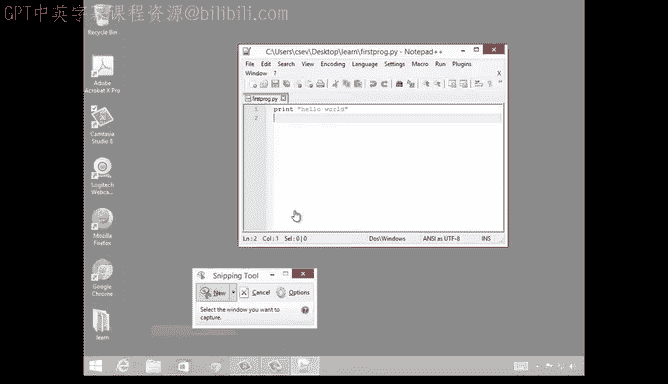 GPT中英字幕课程资源@bilibili.com
Recycle Bin
Adobe
Acrobat X Pro
Camtasia
Studio 8
Logitech
Webca...
Mozilla
Firefox
Google
Chrome
learn
C:\Users\csev\Desktop\learn\firstprog.py - Notepad++
File Edit Search View Encoding Language Settings Macro Run Plugins
Window ? X
firstprog.py
1 print "hello world"
2
Ln : 2 Col : 1 Sel : 0 | 0 Dos\Windows ANSI as UTF-8 INS
Snipping Tool
New Cancel Options
Select the window you want to
capture.